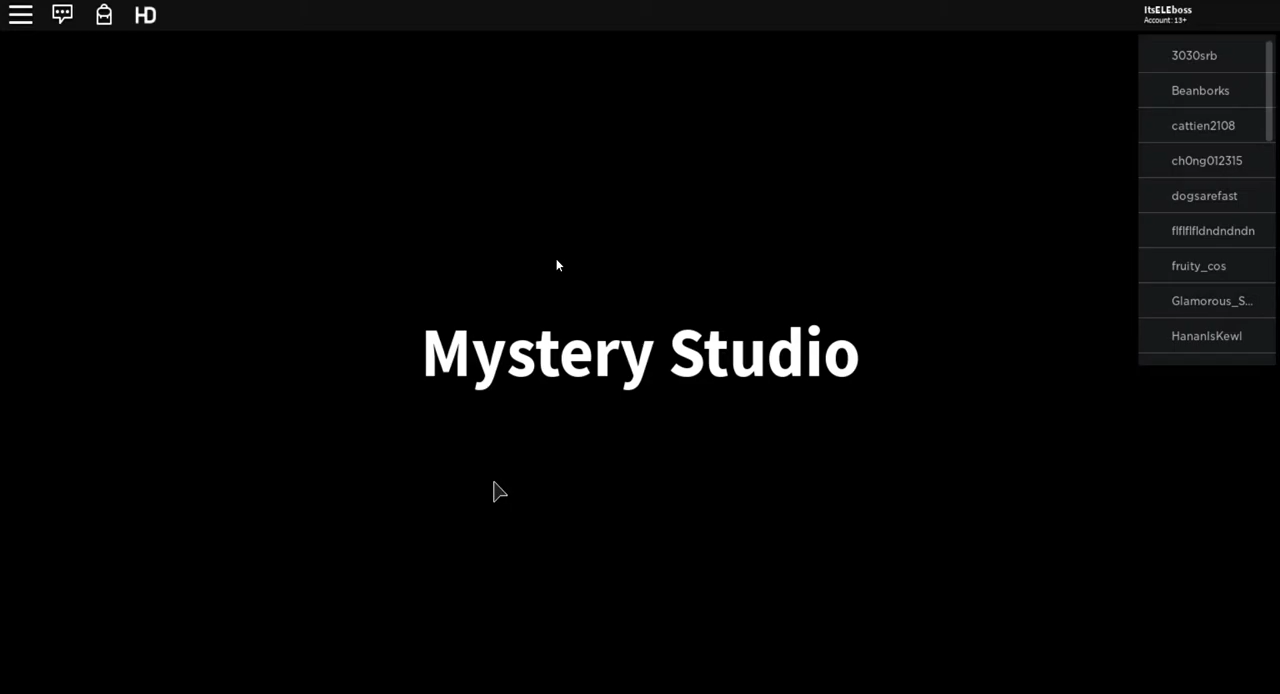 HD
ItsELEboss
Account: 13+
3030srb
Beanborks
cattien2108
ch0ng012315
dogsarefast
flflflfldndndndn
fruity_cos
Glamorous_S...
HananIsKewl
Mystery Studio